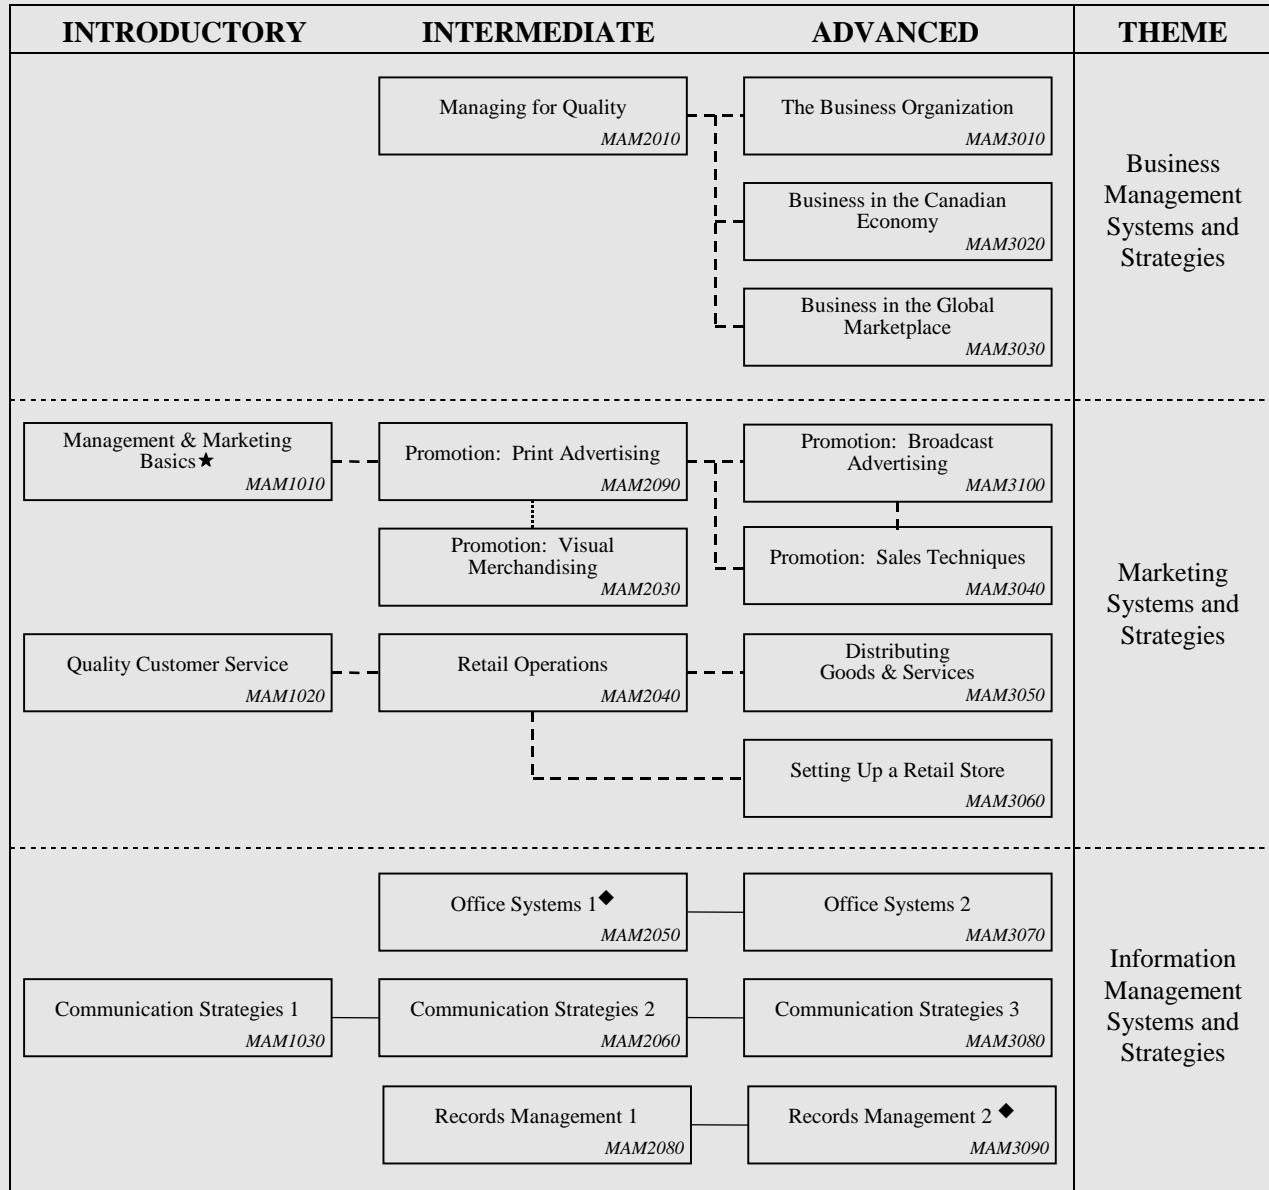 INTRODUCTORY INTERMEDIATE ADVANCED THEME
Managing for Quality
MAM2010
The Business Organization
MAM3010
Business in the Canadian
Economy
MAM3020
Business in the Global
Marketplace
MAM3030
Business
Management
Systems and
Strategies
Management & Marketing
Basics★
MAM1010
Promotion: Print Advertising
MAM2090
Promotion: Broadcast
Advertising
MAM3100
Promotion: Visual
Merchandising
MAM2030
Promotion: Sales Techniques
MAM3040
Quality Customer Service
MAM1020
Retail Operations
MAM2040
Distributing
Goods & Services
MAM3050
Setting Up a Retail Store
MAM3060
Marketing
Systems and
Strategies
Office Systems 1◆
MAM2050
Office Systems 2
MAM3070
Communication Strategies 1
MAM1030
Communication Strategies 2
MAM2060
Communication Strategies 3
MAM3080
Records Management 1
MAM2080
Records Management 2 ◆
MAM3090
Information
Management
Systems and
Strategies